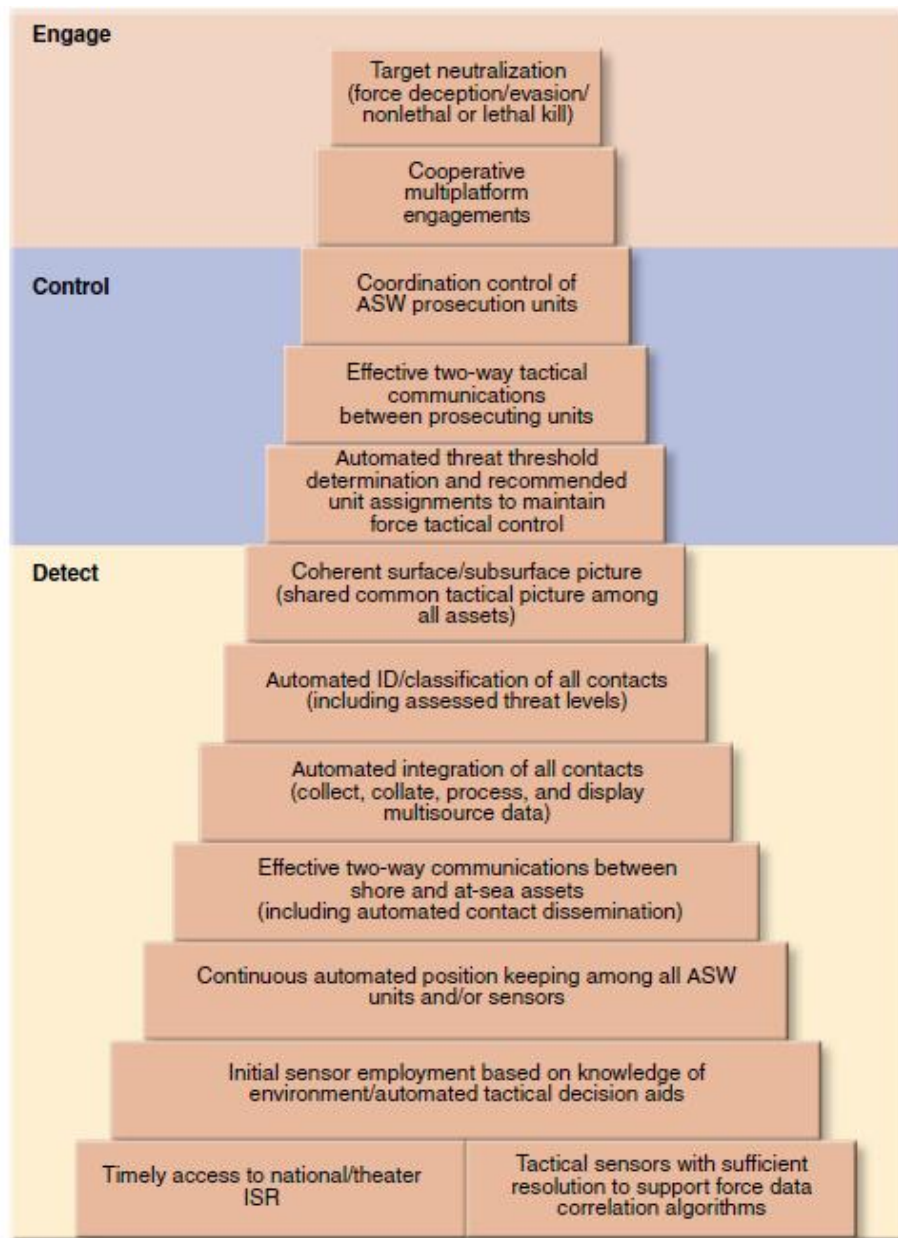 Engage
Target neutralization
(force deception/evasion/
nonlethal or lethal kill)
Cooperative
multiplatform
engagements
Control
Coordination control of
ASW prosecution units
Effective two-way tactical
communications
between prosecuting units
Automated threat threshold
determination and recommended
unit assignments to maintain
force tactical control
Detect
Coherent surface/subsurface picture
(shared common tactical picture among
all assets)
Automated ID/classification of all contacts
(including assessed threat levels)
Automated integration of all contacts
(collect, collate, process, and display
multisource data)
Effective two-way communications between
shore and at-sea assets
(including automated contact dissemination)
Continuous automated position keeping among all ASW
units and/or sensors
Initial sensor employment based on knowledge of
environment/automated tactical decision aids
Timely access to national/theater
ISR
Tactical sensors with sufficient
resolution to support force data
correlation algorithms